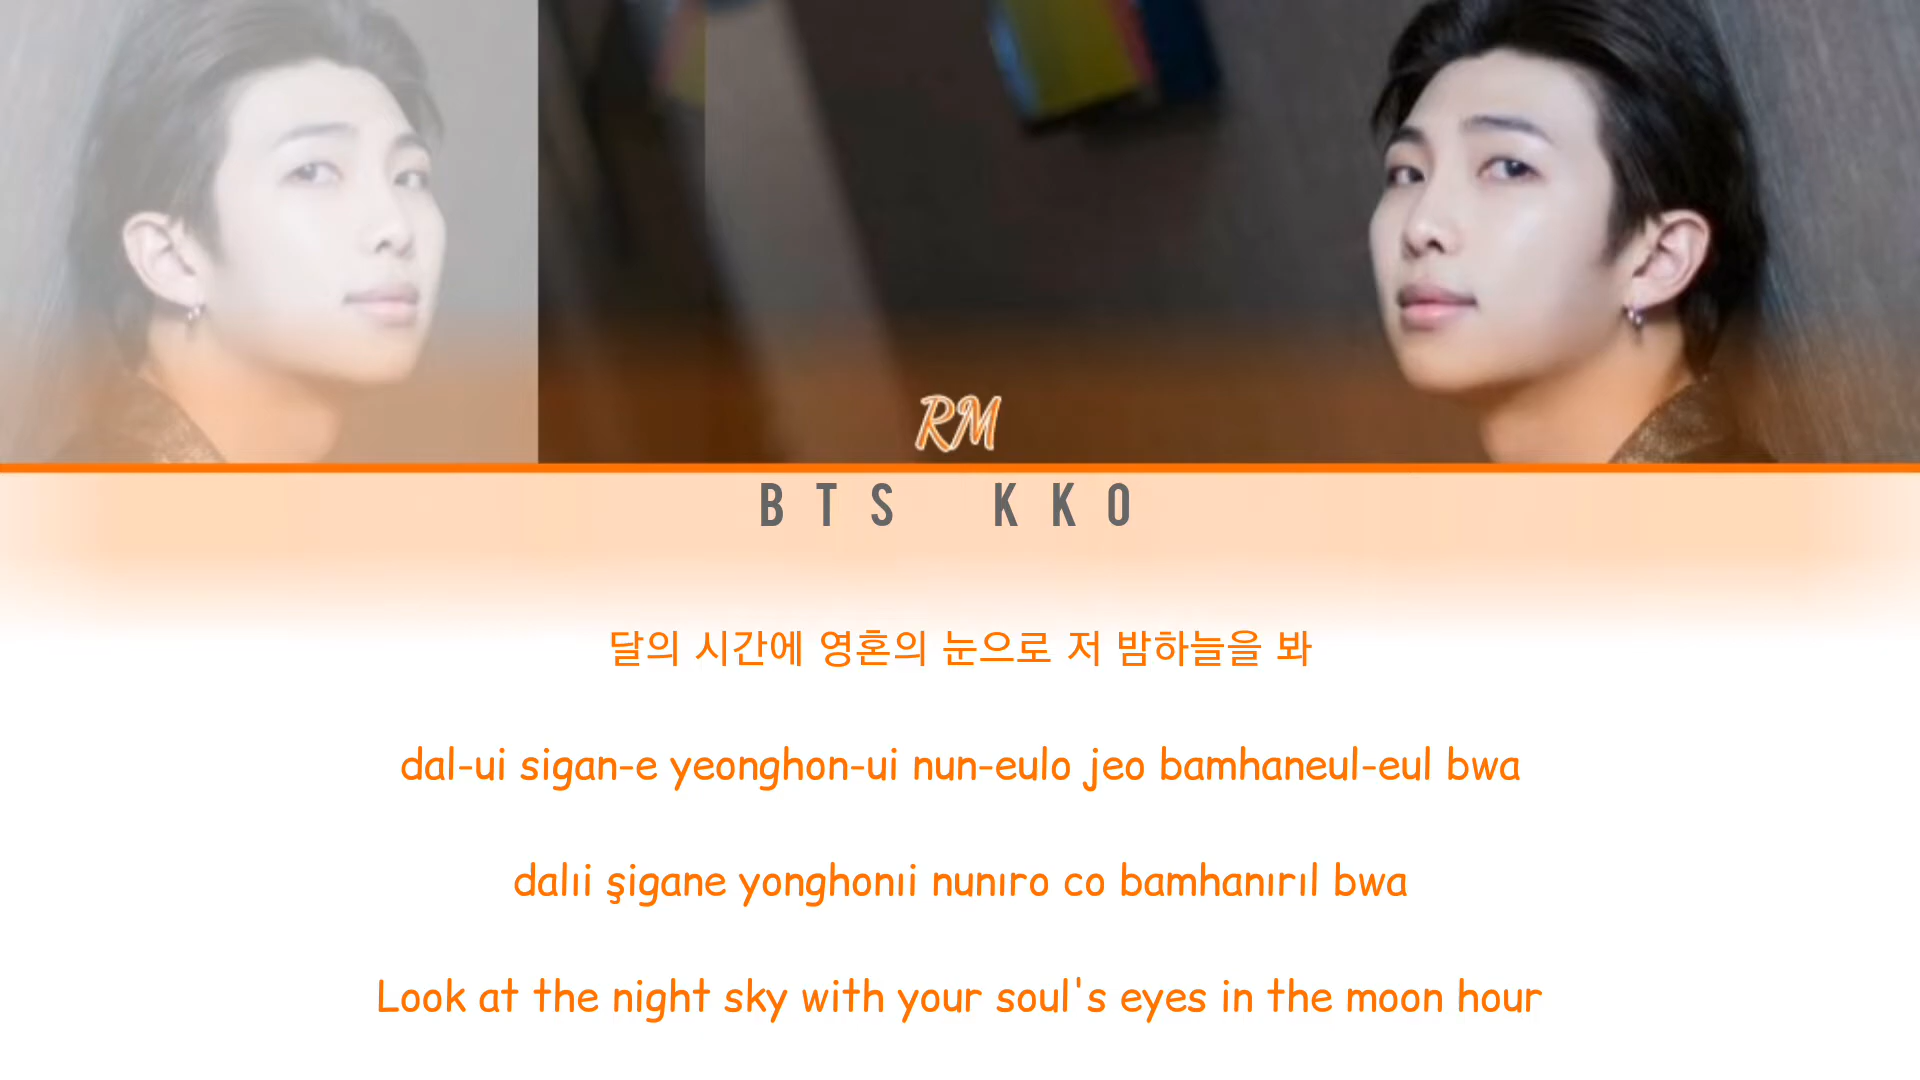 RM
BTS KKO
달의 시간에 영혼의 눈으로 저 밤하늘을 봐
dal-ui sigan-e yeonghon-ui nun-eulo jeo bamhaneul-eul bwa
dalıi şigane yonghonıi nunıro co bamhanırıl bwa
Look at the night sky with your soul's eyes in the moon hour